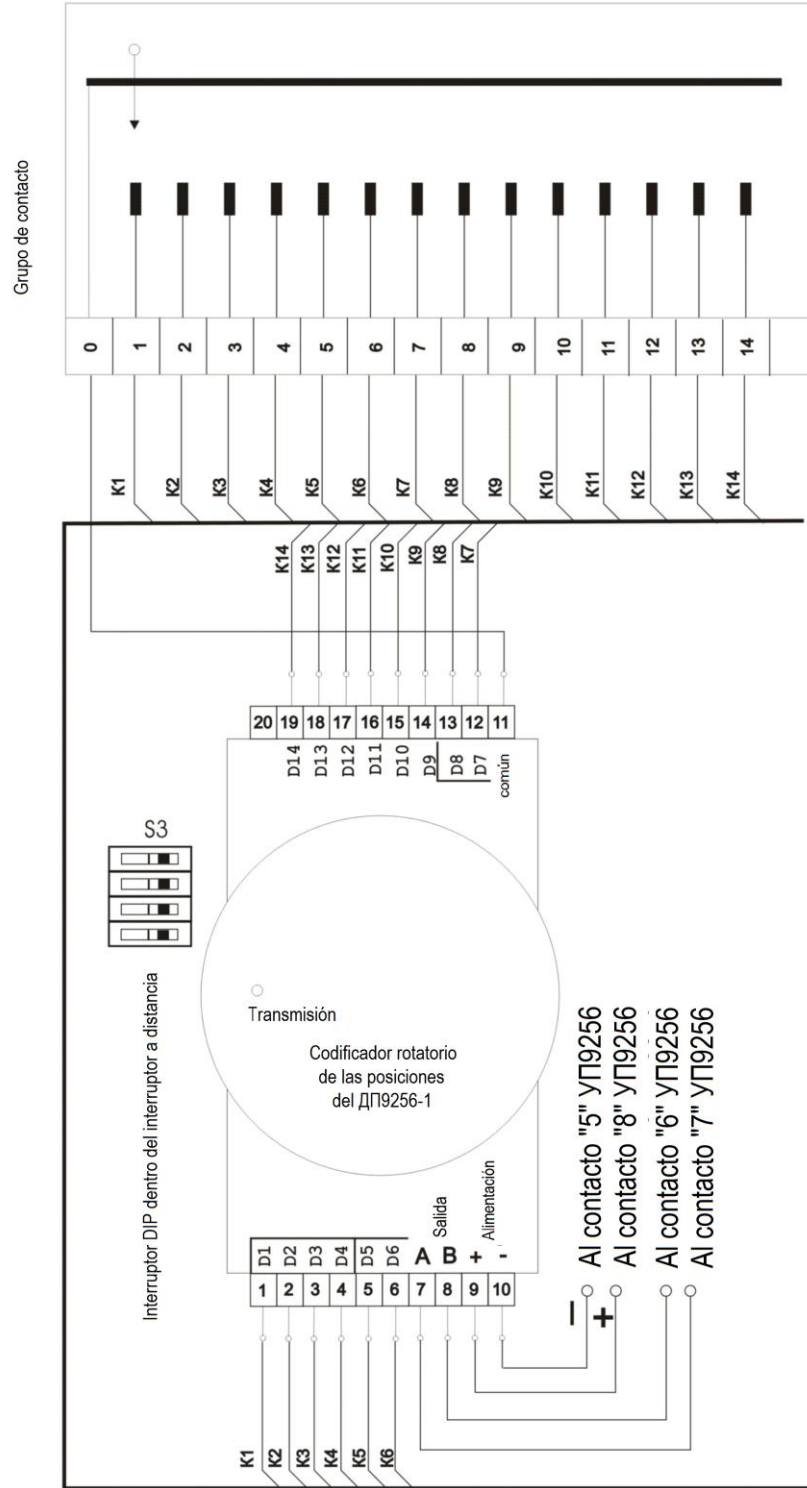 Grupo de contacto
0 1 2 3 4 5 6 7 8 9 10 11 12 13 14
K1 K2 K3 K4 K5 K6 K7 K8 K9 K10 K11 K12 K13 K14
K14 K13 K12 K11 K10 K9 K8 K7
20 19 18 17 16 15 14 13 12 11
D14 D13 D12 D11 D10 D9 D8 D7 común
S3
Interruptor DIP dentro del interruptor a distancia
Transmisión
Codificador rotatorio
de las posiciones
del ДП9256-1
Salida
Alimentación
D1 D2 D3 D4 D5 D6 A B + -
1 2 3 4 5 6 7 8 9 10
K1 K2 K3 K4 K5 K6
− Al contacto "5" УП9256
+ Al contacto "8" УП9256
Al contacto "6" УП9256
Al contacto "7" УП9256